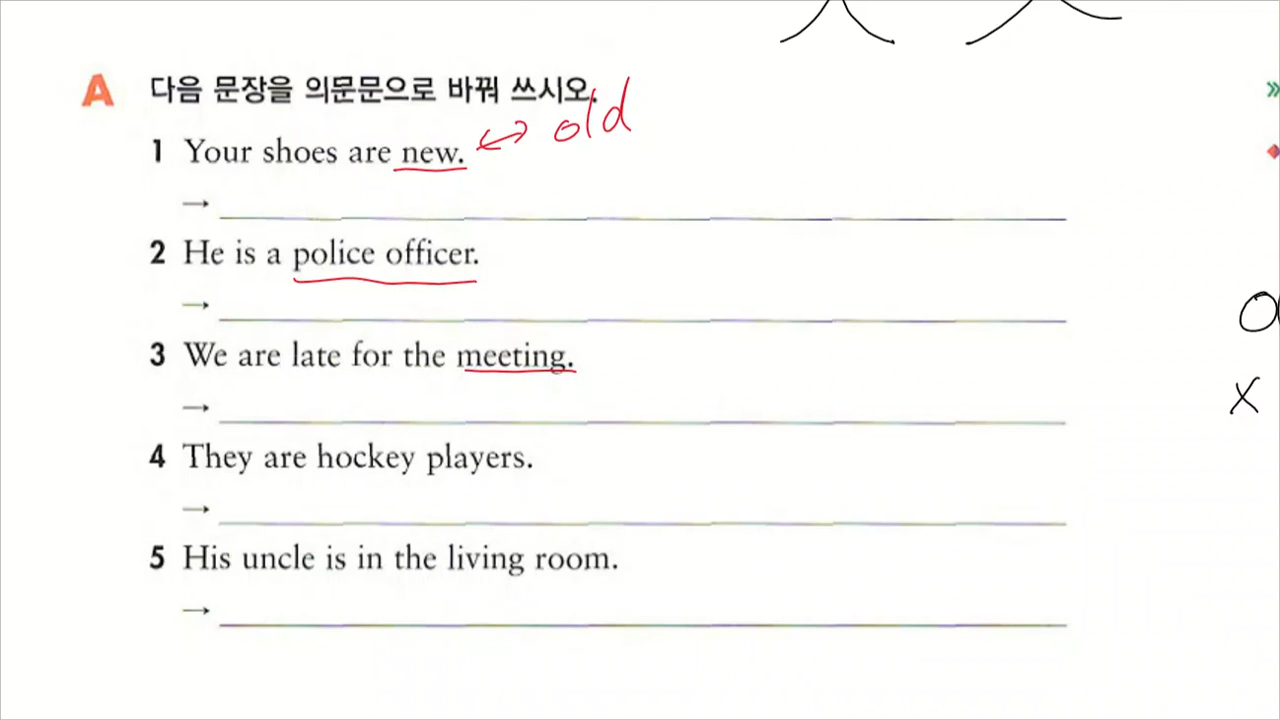 A 다음 문장을 의문문으로 바꿔 쓰시오.
1 Your shoes are new. ↔ old
→
2 He is a police officer.
→
3 We are late for the meeting.
→
4 They are hockey players.
→
5 His uncle is in the living room.
→
O
X